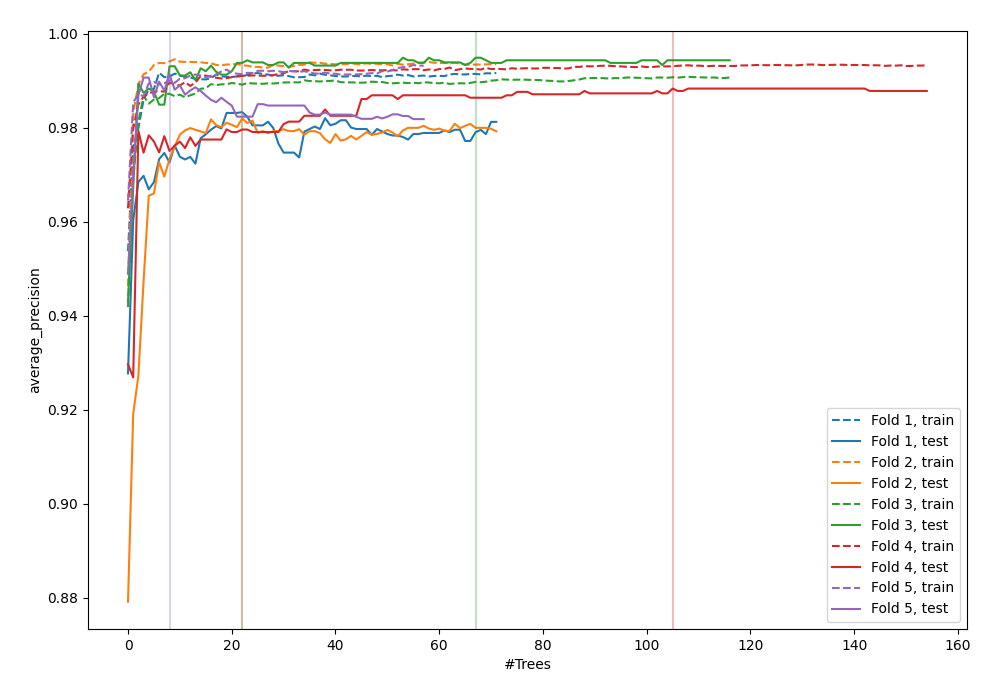 1.00
0.98
0.96
0.94
0.92
0.90
0.88
average_precision
0 20 40 60 80 100 120 140 160
#Trees
Fold 1, train
Fold 1, test
Fold 2, train
Fold 2, test
Fold 3, train
Fold 3, test
Fold 4, train
Fold 4, test
Fold 5, train
Fold 5, test